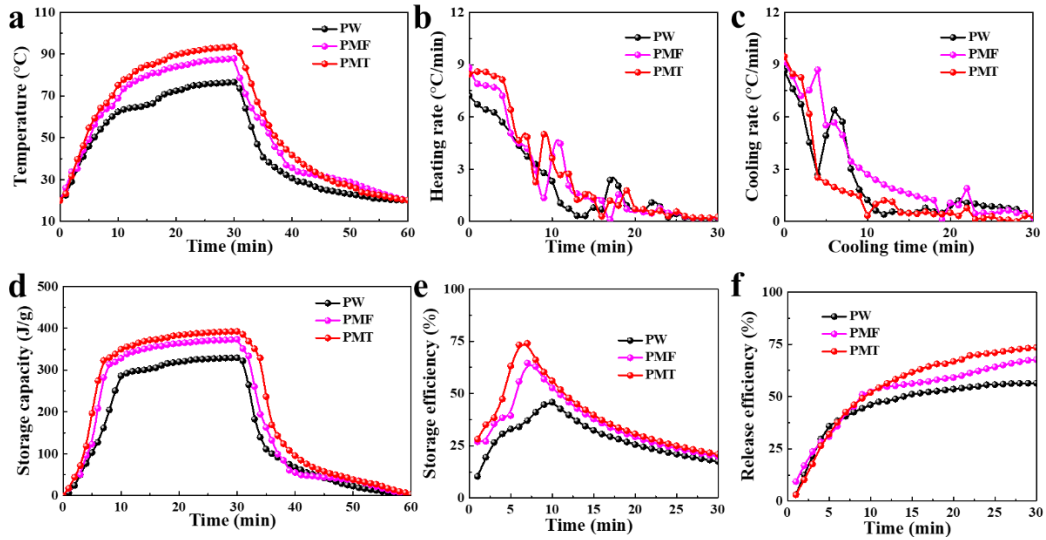 a
Temperature (°C)
110
90
70
50
30
10
0
10
20
30
40
50
60
Time (min)
PW
PMF
PMT
b
Heating rate (°C/min)
12
9
6
3
0
0
10
20
30
Time (min)
PW
PMF
PMT
c
Cooling rate (°C/min)
12
9
6
3
0
0
5
10
15
20
25
30
Cooling time (min)
PW
PMF
PMT
d
Storage capacity (J/g)
500
400
300
200
100
0
0
10
20
30
40
50
60
Time (min)
PW
PMF
PMT
e
Storage efficiency (%)
100
75
50
25
0
0
5
10
15
20
25
30
Time (min)
PW
PMF
PMT
f
Release efficiency (%)
100
75
50
25
0
0
5
10
15
20
25
30
Time (min)
PW
PMF
PMT